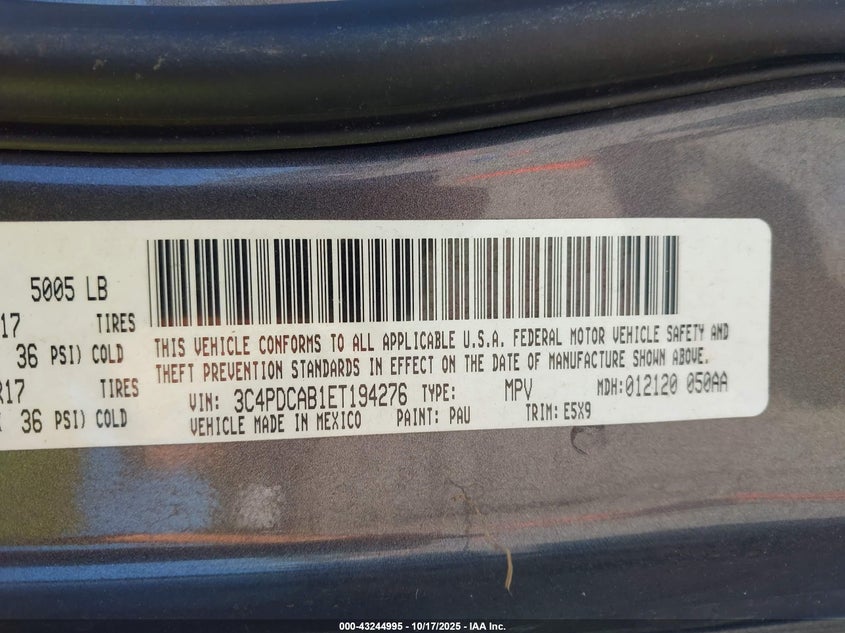 5005 LB
17 TIRES
36 PSI) COLD
R17 TIRES
36 PSI) COLD
THIS VEHICLE CONFORMS TO ALL APPLICABLE U.S.A. FEDERAL MOTOR VEHICLE SAFETY AND
THEFT PREVENTION STANDARDS IN EFFECT ON THE DATE OF MANUFACTURE SHOWN ABOVE.
VIN: 3C4PDCAB1ET194276 TYPE: MPV MDH:012120 050AA
VEHICLE MADE IN MEXICO PAINT: PAU TRIM: E5X9
000-43244995 - 10/17/2025 - IAA Inc.